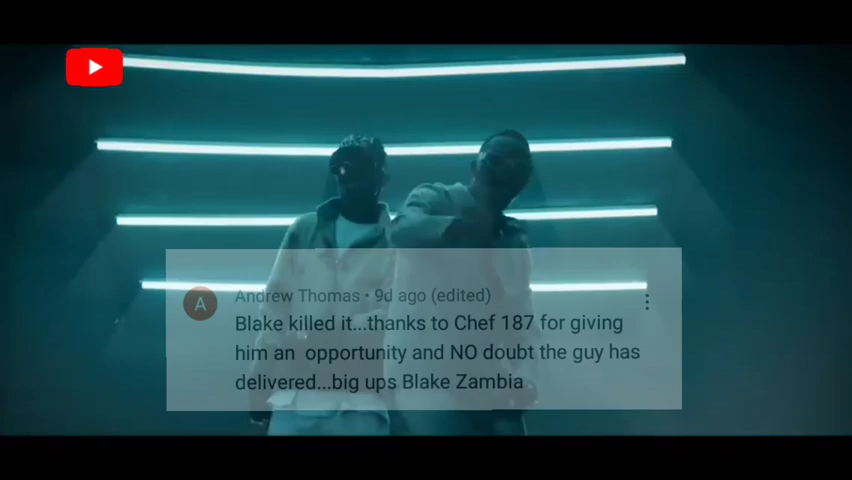 A
Andrew Thomas • 9d ago (edited)
Blake killed it...thanks to Chef 187 for giving
him an opportunity and NO doubt the guy has
delivered...big ups Blake Zambia